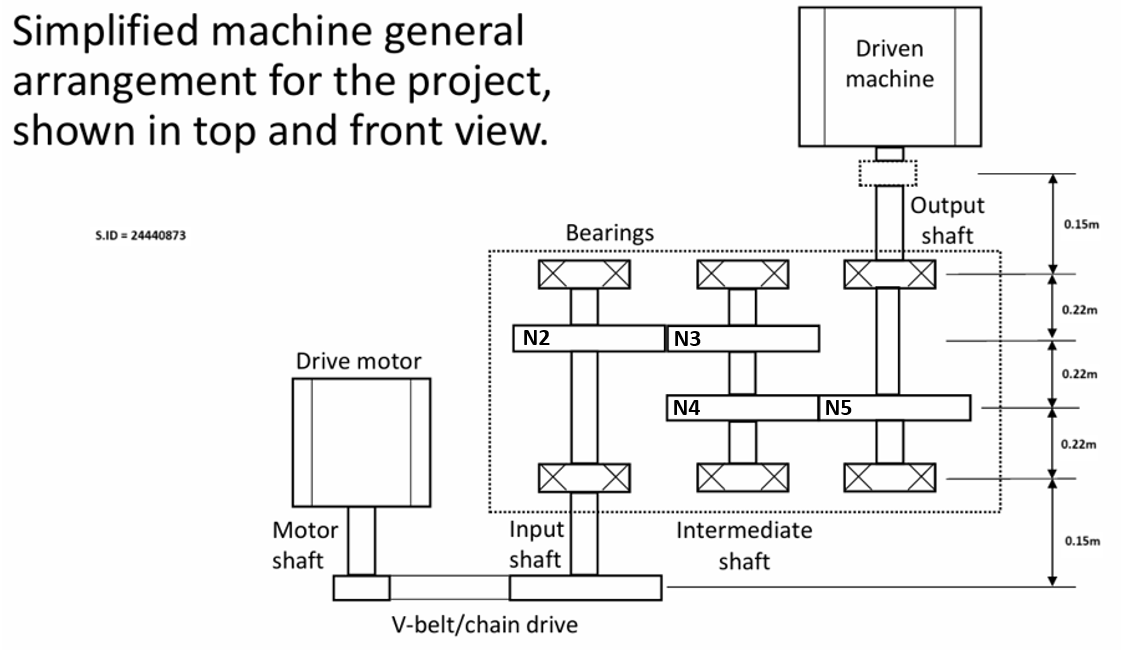 Simplified machine general
arrangement for the project,
shown in top and front view.
Driven
machine
S.ID = 24440873
Output
shaft
0.15m
Bearings
0.22m
N2
N3
Drive motor
0.22m
N4
N5
0.22m
Motor
shaft
Input
shaft
Intermediate
shaft
0.15m
V-belt/chain drive